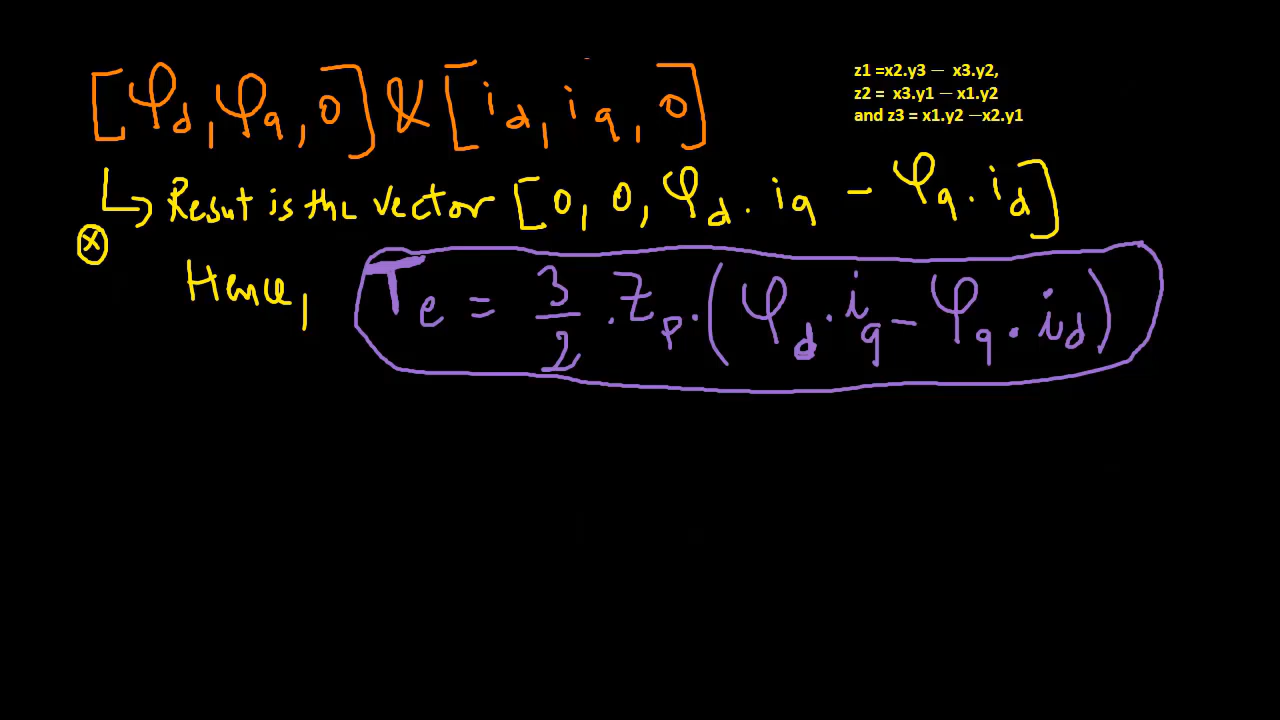 [φd, φq, 0] & [id, iq, 0]
z1 =x2.y3 — x3.y2,
z2 = x3.y1 — x1.y2
and z3 = x1.y2 —x2.y1
↳ Resut is the vector [0, 0, φd. iq - φq. id]
ⓧ
Hence, Te = 3/2 . Zp . (φd . iq - φq . id)